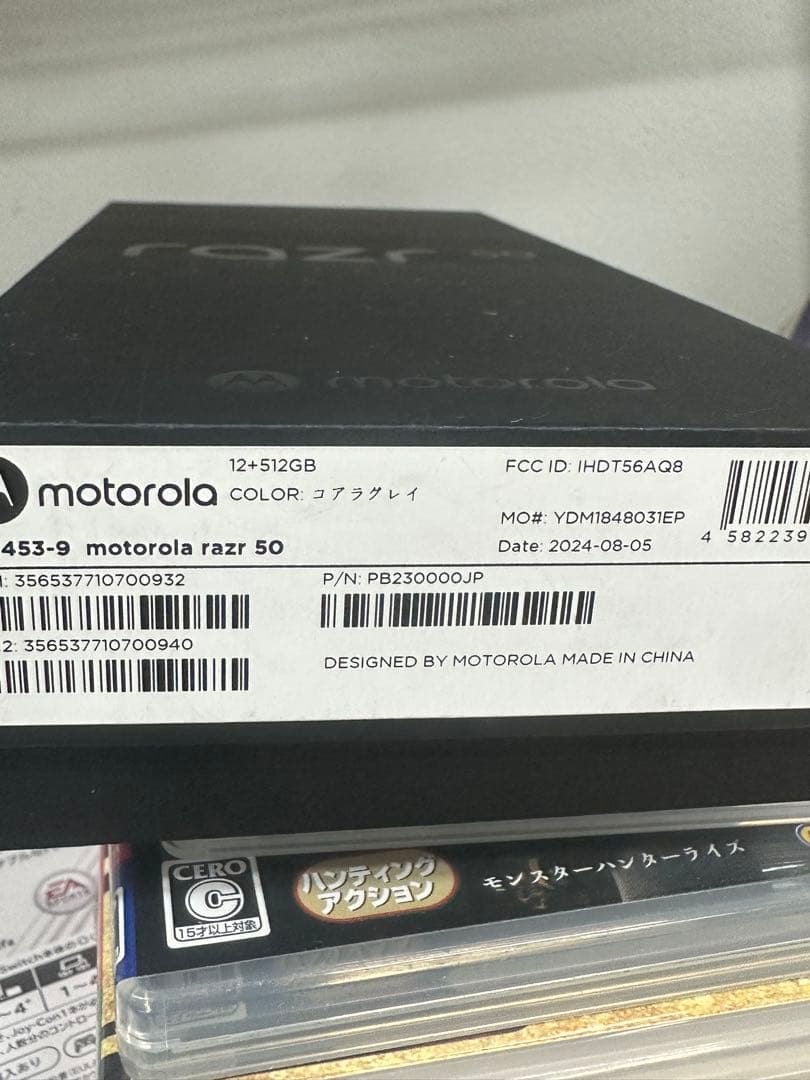 razr 50
motorola
12+512GB
motorola
COLOR: コアラグレイ
453-9 motorola razr 50
FCC ID: IHDT56AQ8
MO#: YDM1848031EP
Date: 2024-08-05
4 582239
: 356537710700932
2: 356537710700940
P/N: PB230000JP
DESIGNED BY MOTOROLA MADE IN CHINA
CERO
C
15才以上対象
ハンティング
アクション
モンスターハンターライズ
EA
SPORTS